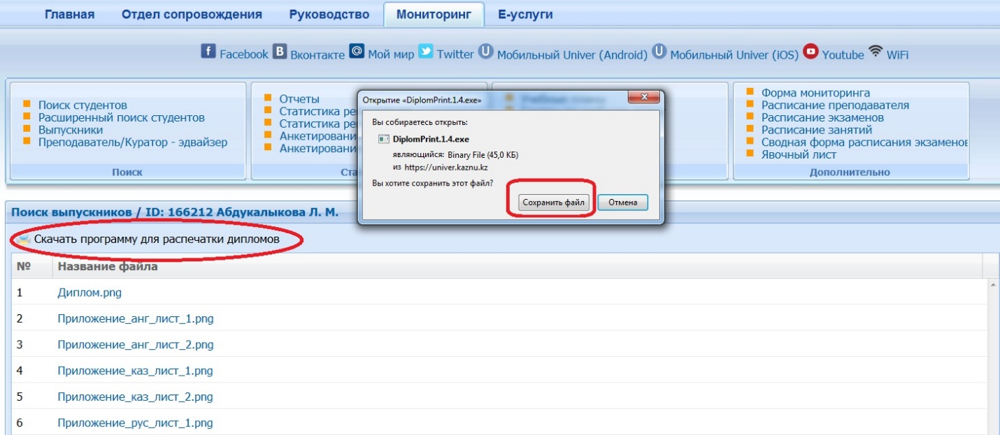 Главная Отдел сопровождения Руководство Мониторинг Е-услуги
Facebook Вконтакте Мой мир Twitter Мобильный Univer (Android) Мобильный Univer (iOS) Youtube WiFi
Поиск студентов
Расширенный поиск студентов
Выпускники
Преподаватель/Куратор - эдвайзер
Поиск
Отчеты
Статистика ре
Статистика ре
Анкетировани
Анкетировани
Ста
Открытие «DiplomPrint.1.4.exe»
Вы собираетесь открыть:
DiplomPrint.1.4.exe
являющийся: Binary File (45,0 КБ)
из https://univer.kaznu.kz
Вы хотите сохранить этот файл?
Сохранить файл Отмена
Форма мониторинга
Расписание преподавателя
Расписание экзаменов
Расписание занятий
Сводная форма расписания экзаменов
Явочный лист
Дополнительно
Поиск выпускников / ID: 166212 Абдукалыкова Л. М.
Скачать программу для распечатки дипломов
№ Название файла
1 Диплом.png
2 Приложение_анг_лист_1.png
3 Приложение_анг_лист_2.png
4 Приложение_каз_лист_1.png
5 Приложение_каз_лист_2.png
6 Приложение_рус_лист_1.png